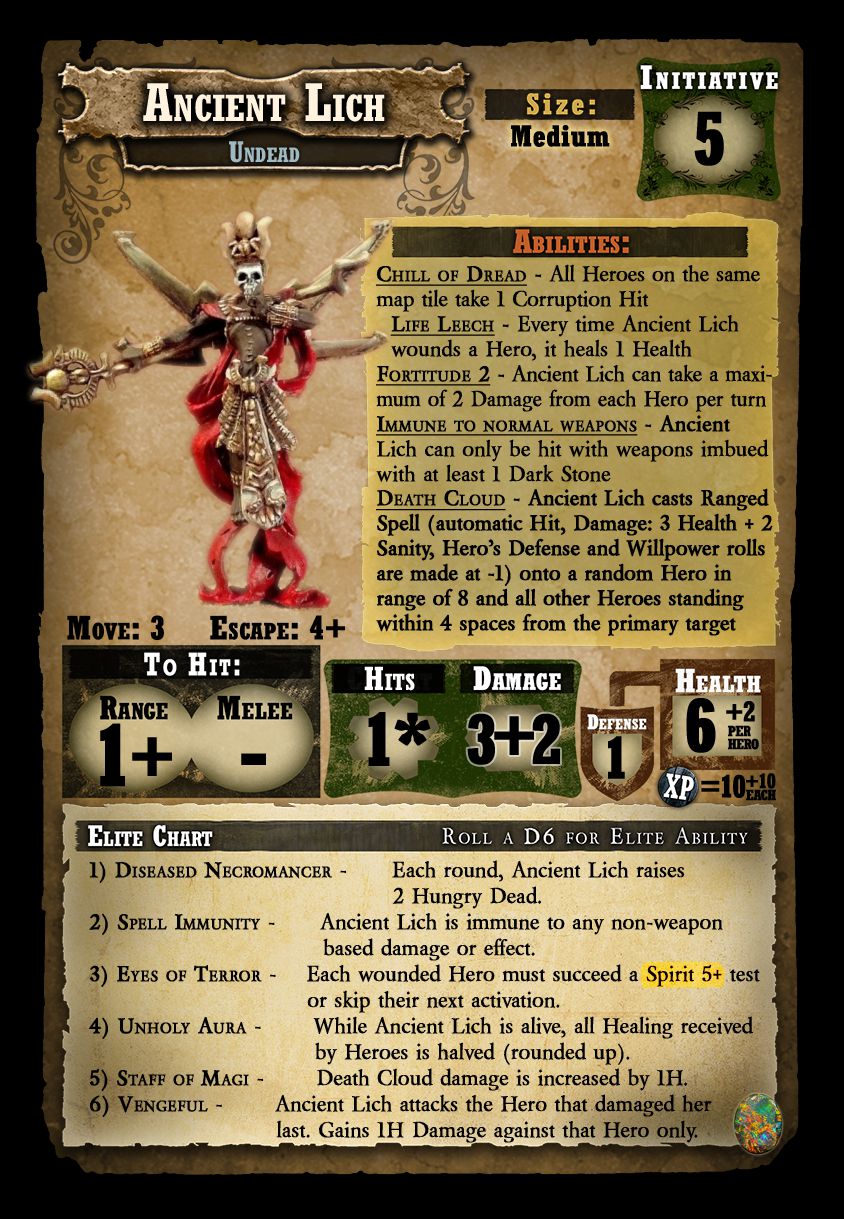 Ancient Lich
Undead
Size:
Medium
Initiative
5
Abilities:
Chill of Dread - All Heroes on the same
map tile take 1 Corruption Hit
Life Leech - Every time Ancient Lich
wounds a Hero, it heals 1 Health
Fortitude 2 - Ancient Lich can take a maxi-
mum of 2 Damage from each Hero per turn
Immune to normal weapons - Ancient
Lich can only be hit with weapons imbued
with at least 1 Dark Stone
Death Cloud - Ancient Lich casts Ranged
Spell (automatic Hit, Damage: 3 Health + 2
Sanity, Hero's Defense and Willpower rolls
are made at -1) onto a random Hero in
range of 8 and all other Heroes standing
within 4 spaces from the primary target
Move: 3 Escape: 4+
To Hit:
Range Melee
1+ -
Hits Damage
1* 3+2
Defense
1
Health
6 +2
per
Hero
XP =10 +10
each
Elite Chart Roll a D6 for Elite Ability
1) Diseased Necromancer - Each round, Ancient Lich raises
2 Hungry Dead.
2) Spell Immunity - Ancient Lich is immune to any non-weapon
based damage or effect.
3) Eyes of Terror - Each wounded Hero must succeed a Spirit 5+ test
or skip their next activation.
4) Unholy Aura - While Ancient Lich is alive, all Healing received
by Heroes is halved (rounded up).
5) Staff of Magi - Death Cloud damage is increased by 1H.
6) Vengeful - Ancient Lich attacks the Hero that damaged her
last. Gains 1H Damage against that Hero only.